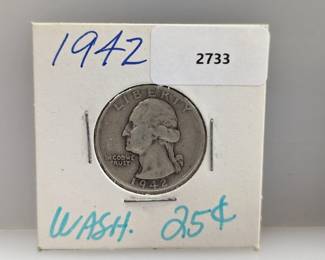 1942
2733
LIBERTY
IN GOD WE
TRUST
1942
WASH. 25¢